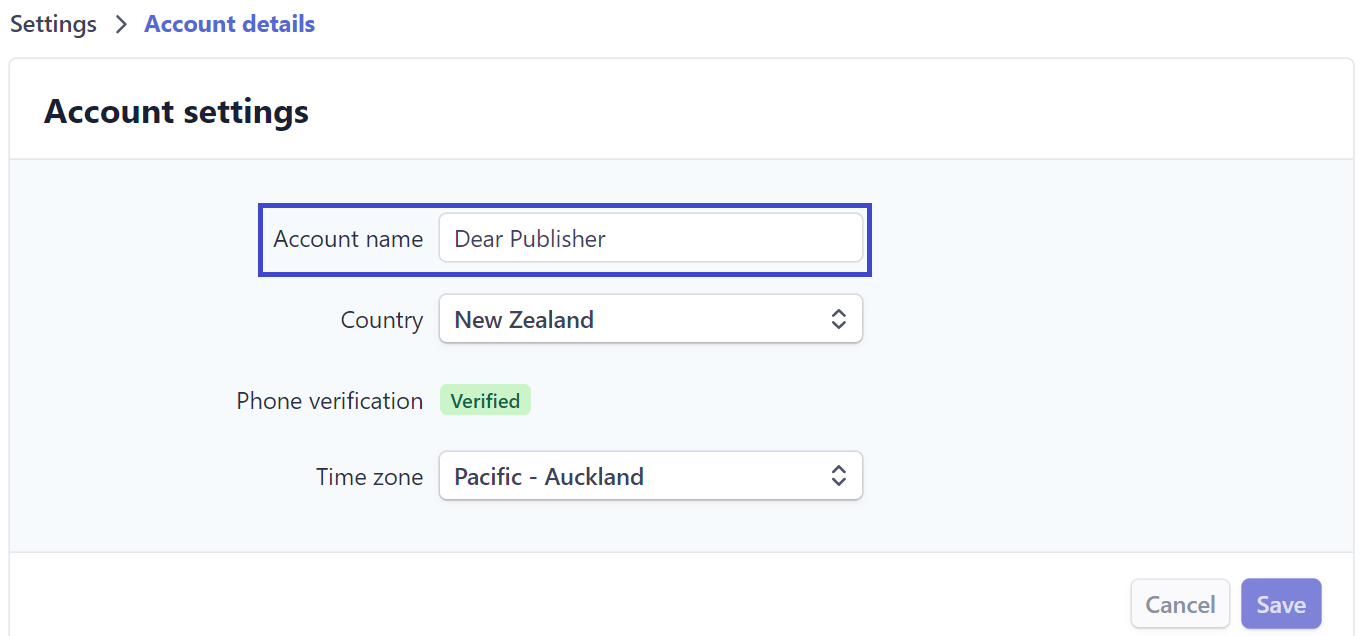 Settings > Account details
Account settings
Account name Dear Publisher
Country New Zealand
Phone verification Verified
Time zone Pacific - Auckland
Cancel Save